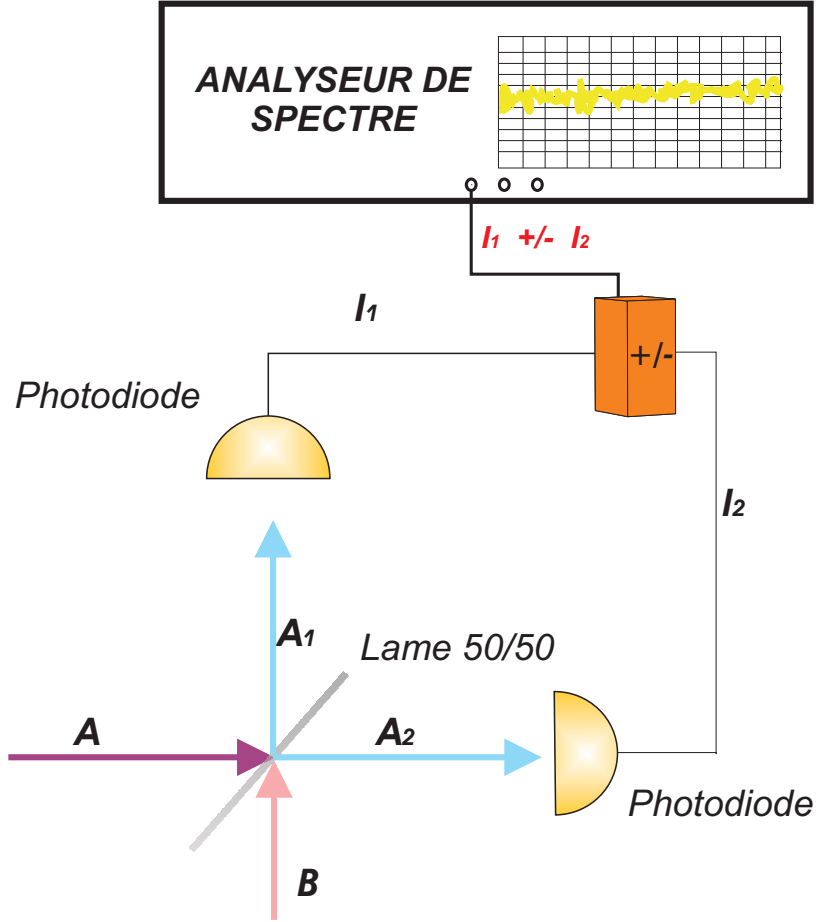 ANALYSEUR DE
SPECTRE
I1 +/- I2
I1
+/-
Photodiode
I2
A1
Lame 50/50
A
A2
Photodiode
B